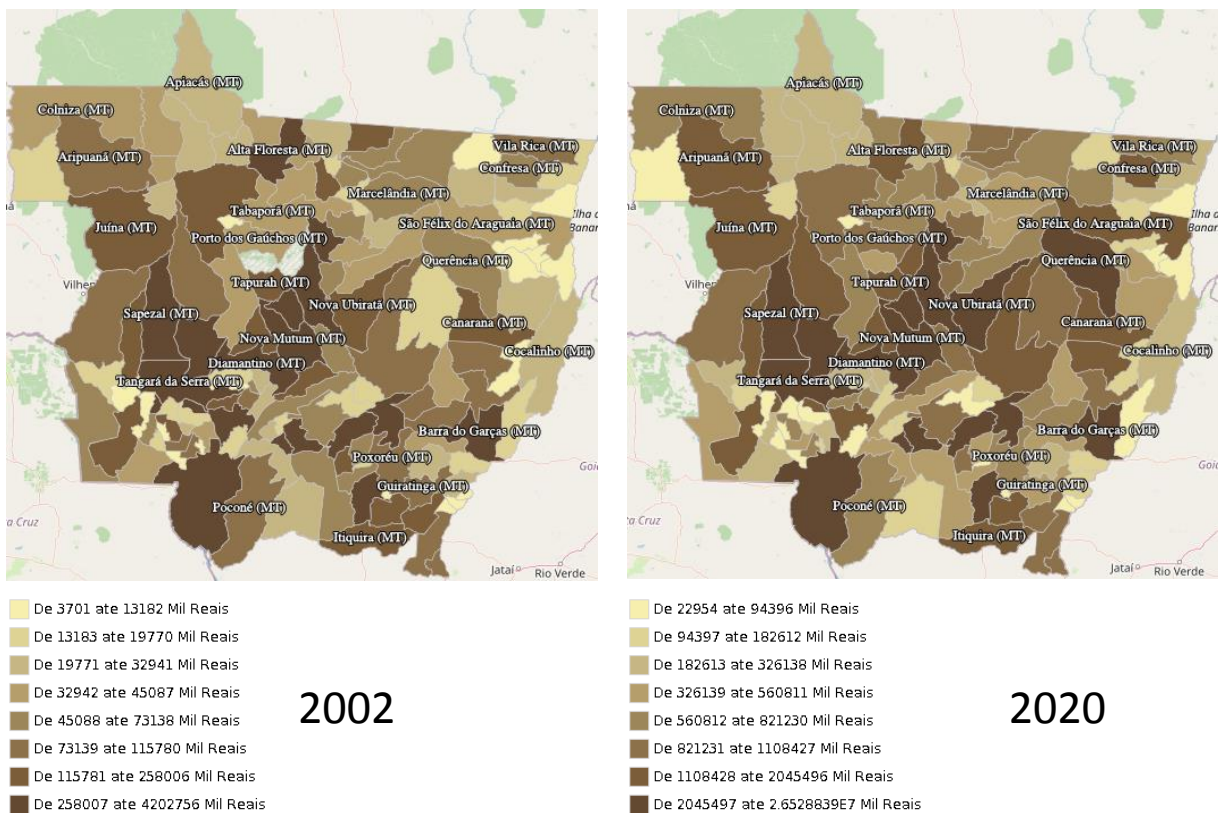 Apiacás (MT)
Colniza (MT)
Aripuanã (MT)
Alta Floresta (MT)
Vila Rica (MT)
Confresa (MT)
Marcelândia (MT)
Juína (MT)
Tabaporã (MT)
São Félix do Araguaia (MT)
Ilha d
Banan
Porto dos Gaúchos (MT)
Querência (MT)
Tapurah (MT)
Vilhen
Nova Ubiratã (MT)
Sapezal (MT)
Canarana (MT)
Nova Mutum (MT)
Cocalinho (MT)
Diamantino (MT)
Tangará da Serra (MT)
Barra do Garças (MT)
Poxoréu (MT)
Goiá
Guiratinga (MT)
Poconé (MT)
ta Cruz
Itiquira (MT)
Jataí
Rio Verde
De 3701 ate 13182 Mil Reais
De 13183 ate 19770 Mil Reais
De 19771 ate 32941 Mil Reais
De 32942 ate 45087 Mil Reais
De 45088 ate 73138 Mil Reais
De 73139 ate 115780 Mil Reais
De 115781 ate 258006 Mil Reais
De 258007 ate 4202756 Mil Reais
2002
Apiacás (MT)
Colniza (MT)
Aripuanã (MT)
Alta Floresta (MT)
Vila Rica (MT)
Confresa (MT)
Marcelândia (MT)
Juína (MT)
Tabaporã (MT)
São Félix do Araguaia (MT)
Ilha d
Banan
Porto dos Gaúchos (MT)
Querência (MT)
Tapurah (MT)
Vilhen
Nova Ubiratã (MT)
Sapezal (MT)
Canarana (MT)
Nova Mutum (MT)
Cocalinho (MT)
Diamantino (MT)
Tangará da Serra (MT)
Barra do Garças (MT)
Poxoréu (MT)
Goiá
Guiratinga (MT)
Poconé (MT)
ta Cruz
Itiquira (MT)
Jataí
Rio Verde
De 22954 ate 94396 Mil Reais
De 94397 ate 182612 Mil Reais
De 182613 ate 326138 Mil Reais
De 326139 ate 560811 Mil Reais
De 560812 ate 821230 Mil Reais
De 821231 ate 1108427 Mil Reais
De 1108428 ate 2045496 Mil Reais
De 2045497 ate 2.6528839E7 Mil Reais
2020